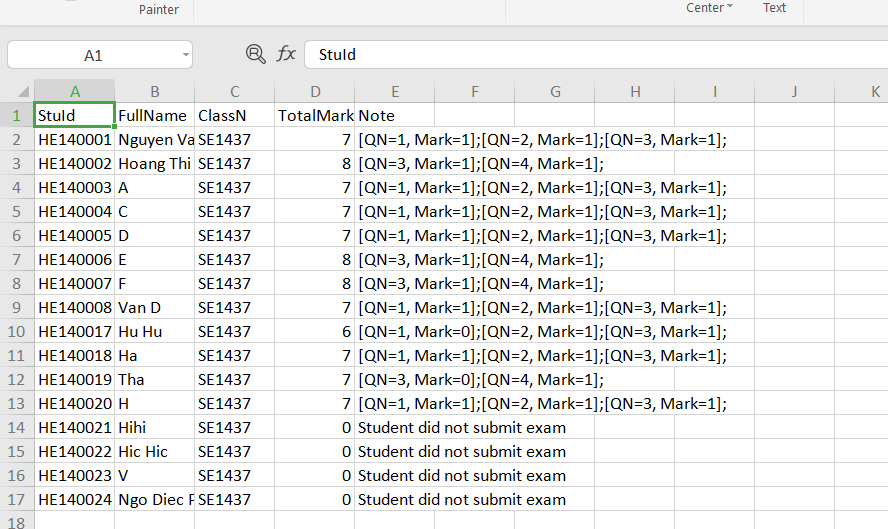 Painter Center Text
A1 fx StuId
A B C D E F G H I J K
1 StuId FullName ClassN TotalMark Note
2 HE140001 Nguyen Va SE1437 7 [QN=1, Mark=1];[QN=2, Mark=1];[QN=3, Mark=1];
3 HE140002 Hoang Thi SE1437 8 [QN=3, Mark=1];[QN=4, Mark=1];
4 HE140003 A SE1437 7 [QN=1, Mark=1];[QN=2, Mark=1];[QN=3, Mark=1];
5 HE140004 C SE1437 7 [QN=1, Mark=1];[QN=2, Mark=1];[QN=3, Mark=1];
6 HE140005 D SE1437 7 [QN=1, Mark=1];[QN=2, Mark=1];[QN=3, Mark=1];
7 HE140006 E SE1437 8 [QN=3, Mark=1];[QN=4, Mark=1];
8 HE140007 F SE1437 8 [QN=3, Mark=1];[QN=4, Mark=1];
9 HE140008 Van D SE1437 7 [QN=1, Mark=1];[QN=2, Mark=1];[QN=3, Mark=1];
10 HE140017 Hu Hu SE1437 6 [QN=1, Mark=0];[QN=2, Mark=1];[QN=3, Mark=1];
11 HE140018 Ha SE1437 7 [QN=1, Mark=1];[QN=2, Mark=1];[QN=3, Mark=1];
12 HE140019 Tha SE1437 7 [QN=3, Mark=0];[QN=4, Mark=1];
13 HE140020 H SE1437 7 [QN=1, Mark=1];[QN=2, Mark=1];[QN=3, Mark=1];
14 HE140021 Hihi SE1437 0 Student did not submit exam
15 HE140022 Hic Hic SE1437 0 Student did not submit exam
16 HE140023 V SE1437 0 Student did not submit exam
17 HE140024 Ngo Diec SE1437 0 Student did not submit exam
18